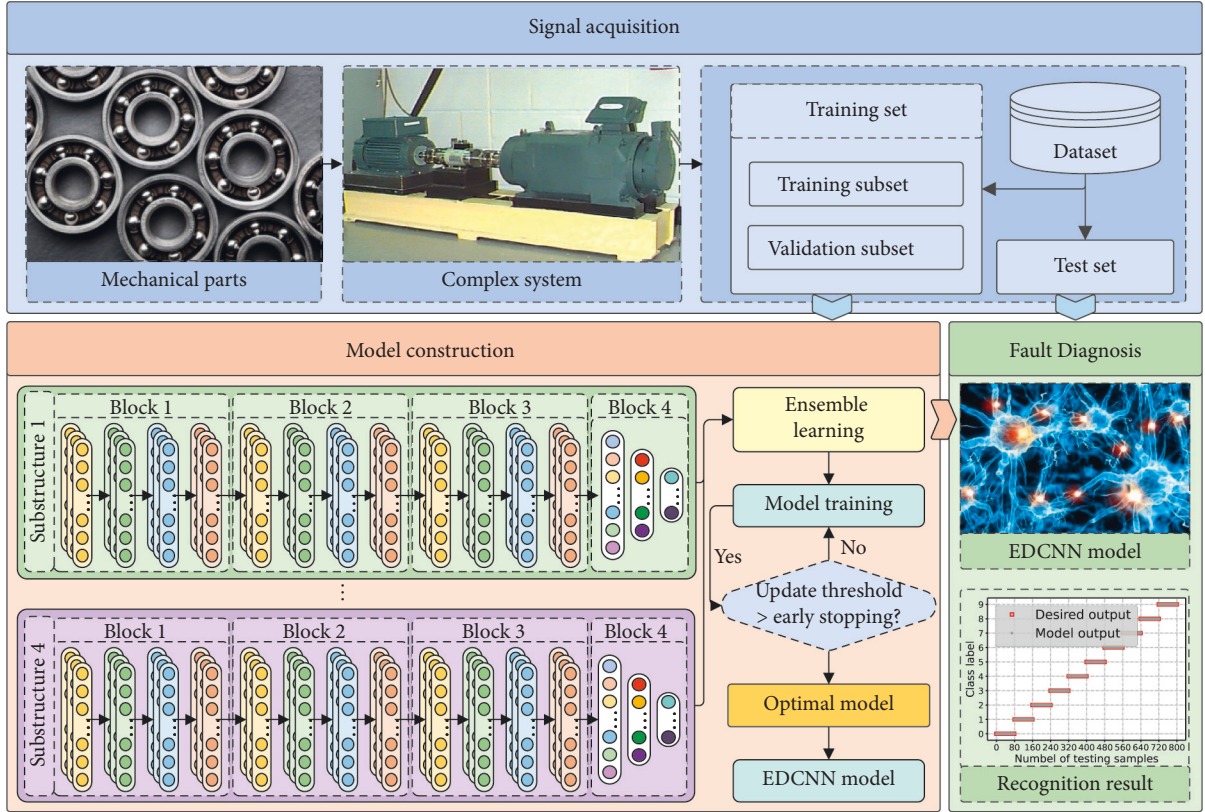 Signal acquisition
Mechanical parts
Complex system
Training set
Training subset
Validation subset
Dataset
Test set
Model construction
Substructure 1
Block 1
Block 2
Block 3
Block 4
Substructure 4
Block 1
Block 2
Block 3
Block 4
Ensemble
learning
Model training
Yes
No
Update threshold
> early stopping?
Optimal model
EDCNN model
Fault Diagnosis
EDCNN model
Desired output
Model output
Class label
9
8
7
6
5
4
3
2
1
0
0 80 160 240 320 400 480 560 640 720 800
Numbel of testing samples
Recognition result